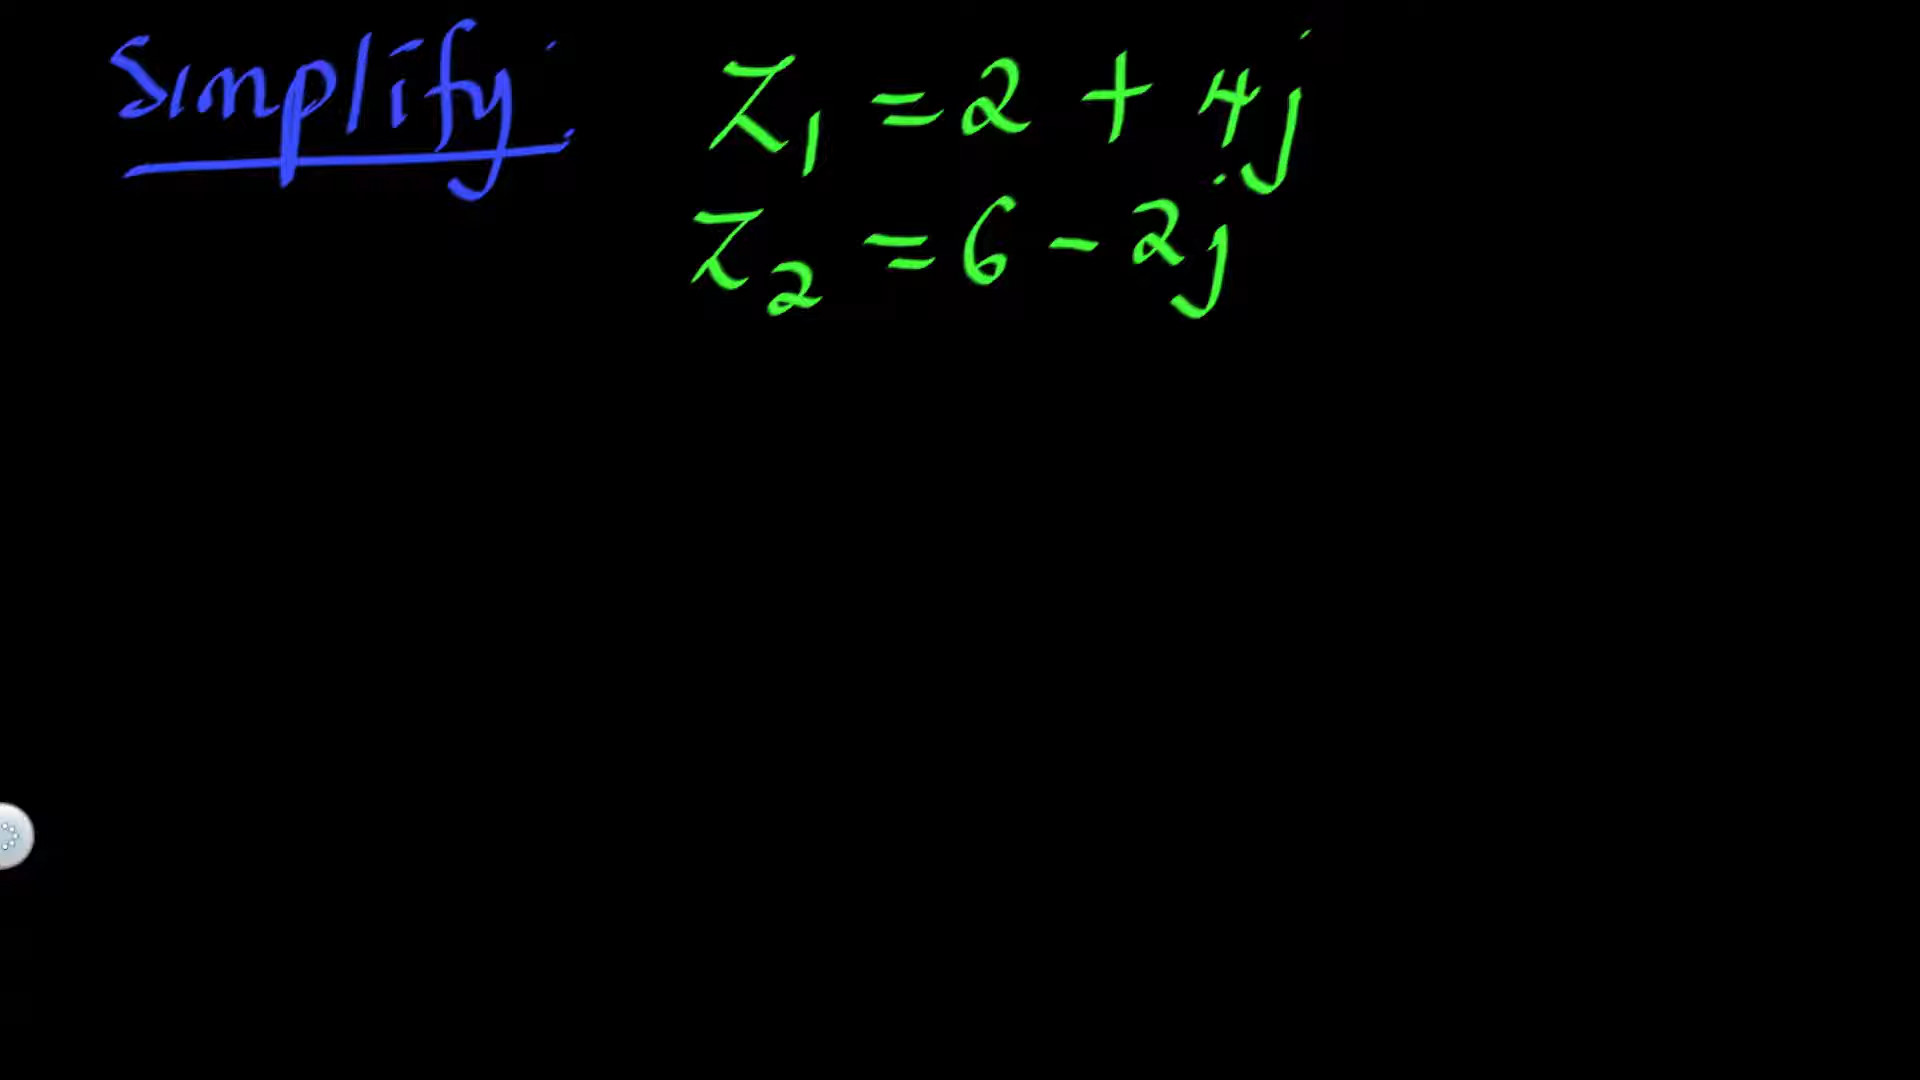 Simplify:
Z₁ = 2 + 4j
Z₂ = 6 - 2j